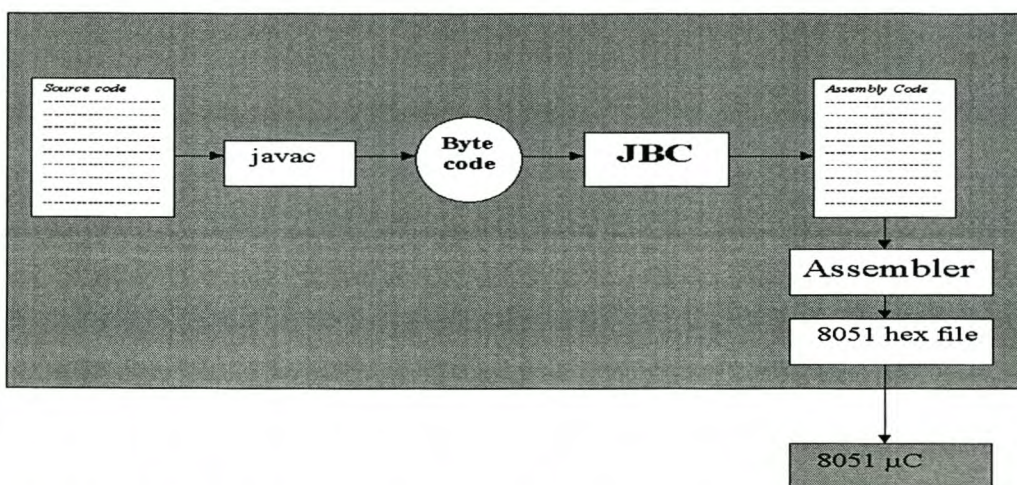 Source code
javac
Byte
code
JBC
Assembly Code
Assembler
8051 hex file
8051 µC